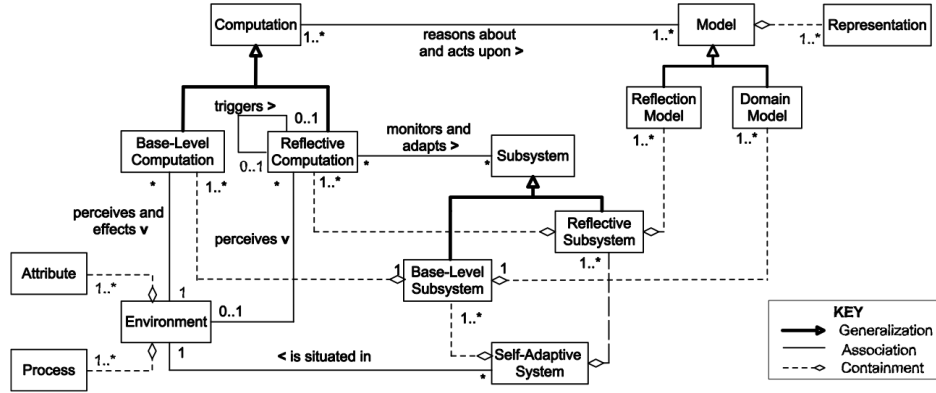 Computation
Model
Representation
1..*
reasons about
and acts upon >
1..*
1..*
triggers >
0..1
0..1
Reflection
Model
Domain
Model
1..*
1..*
Base-Level
Computation
Reflective
Computation
monitors and
adapts >
*
*
Subsystem
*
1..*
*
1..*
perceives and
effects v
perceives v
Reflective
Subsystem
1..*
Attribute
1..*
1
Base-Level
Subsystem
1
1..*
1
Environment
0..1
1
Process
1..*
< is situated in
*
Self-Adaptive
System
KEY
Generalization
Association
Containment